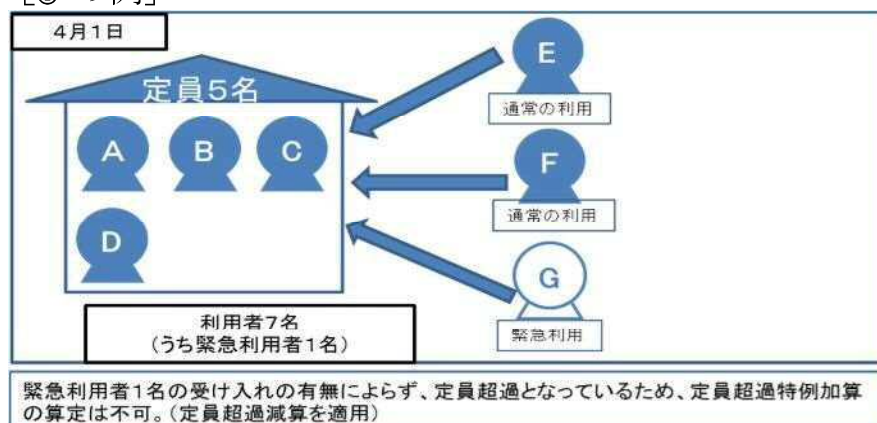 4月1日
定員5名
A
B
C
D
E
通常の利用
F
通常の利用
G
緊急利用
利用者7名
(うち緊急利用者1名)
緊急利用者1名の受け入れの有無によらず、定員超過となっているため、定員超過特例加算
の算定は不可。(定員超過減算を適用)